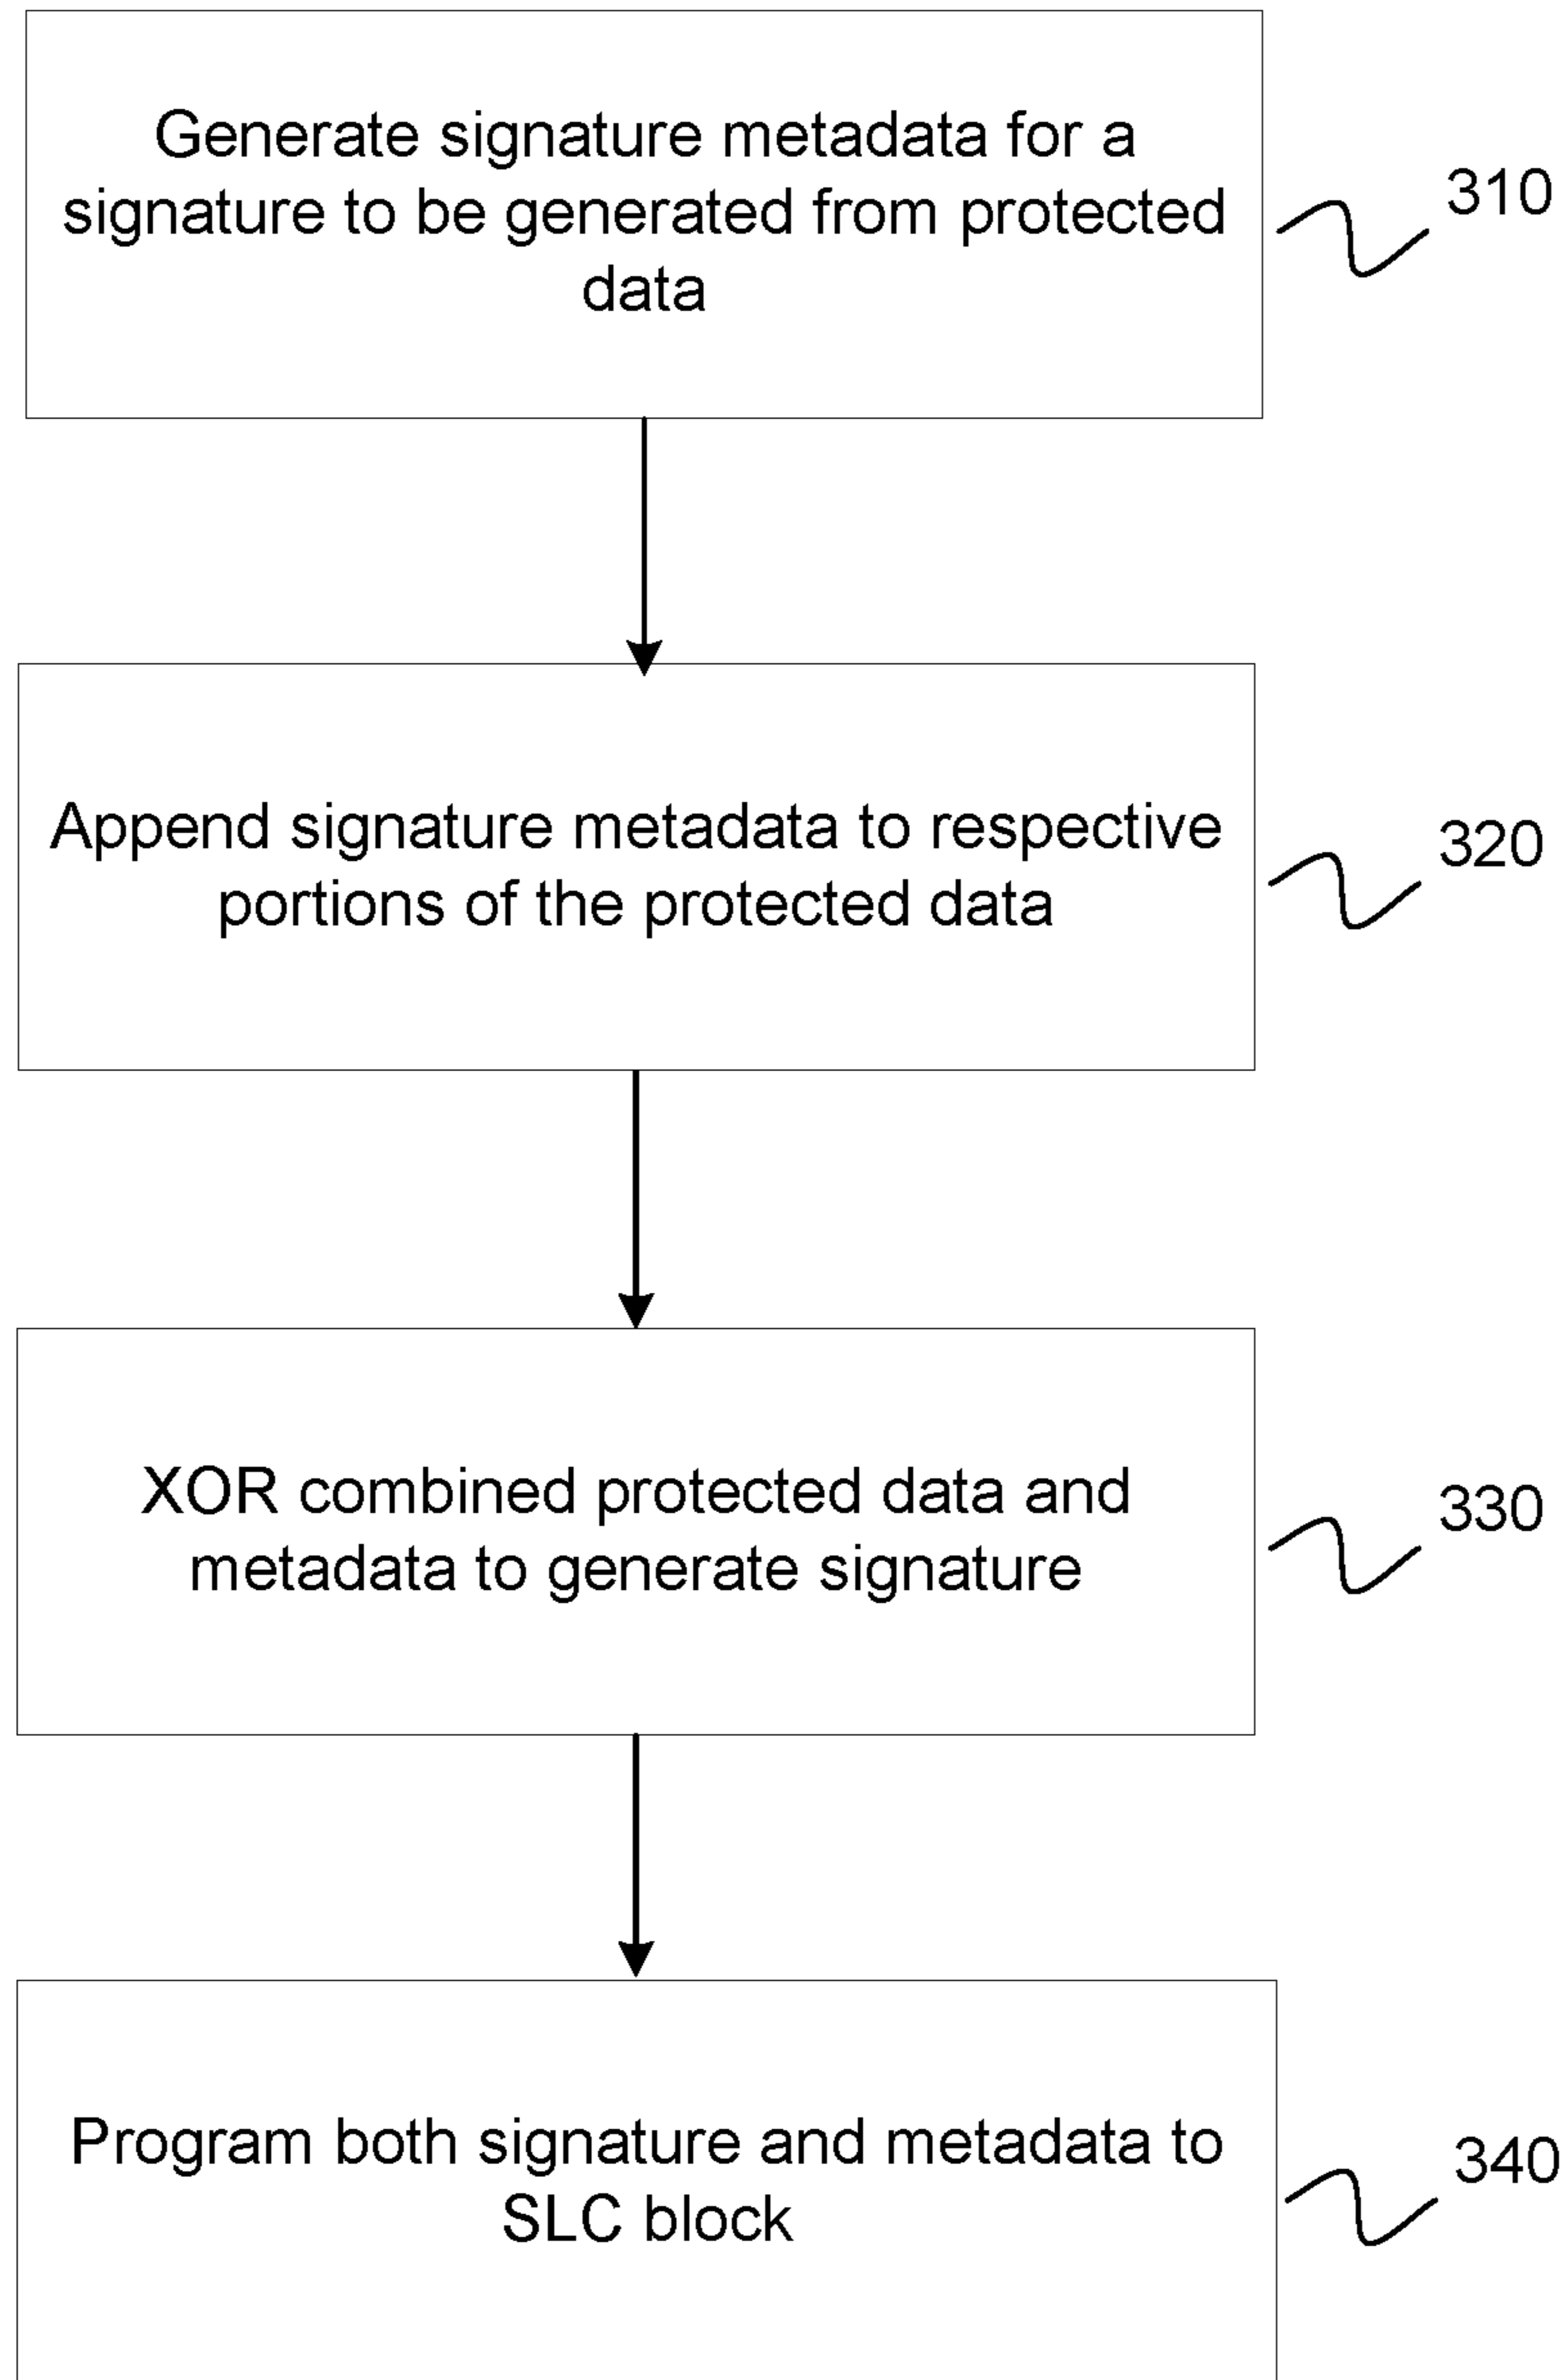 Generate signature metadata for a
signature to be generated from protected
data
310
Append signature metadata to respective
portions of the protected data
320
XOR combined protected data and
metadata to generate signature
330
Program both signature and metadata to
SLC block
340